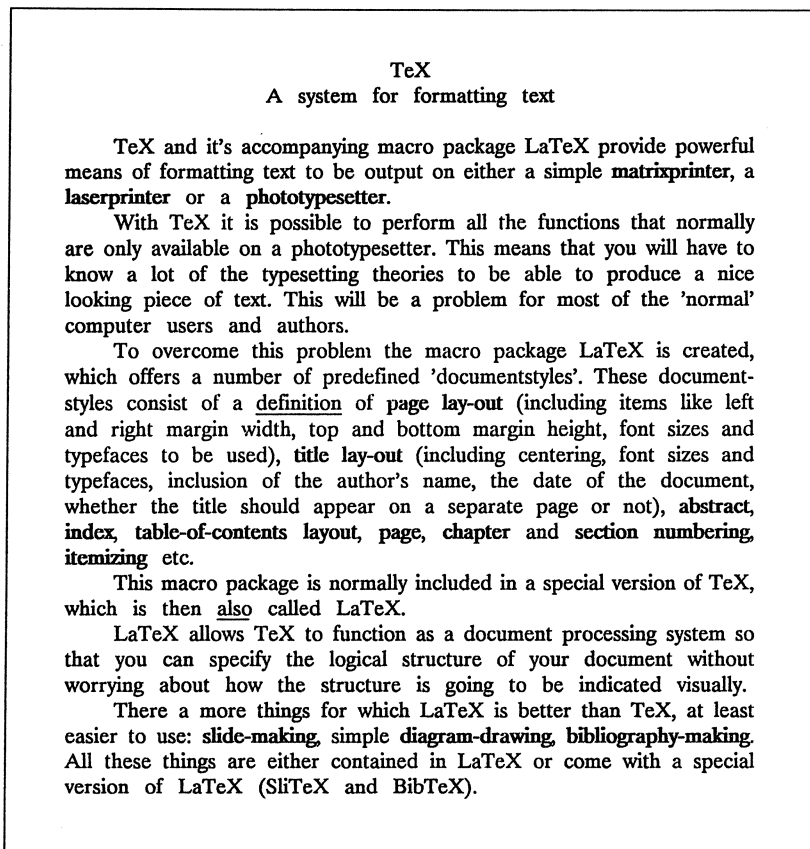 TeX
A system for formatting text
TeX and it's accompanying macro package LaTeX provide powerful
means of formatting text to be output on either a simple matrixprinter, a
laserprinter or a phototypesetter.
With TeX it is possible to perform all the functions that normally
are only available on a phototypesetter. This means that you will have to
know a lot of the typesetting theories to be able to produce a nice
looking piece of text. This will be a problem for most of the 'normal'
computer users and authors.
To overcome this problem the macro package LaTeX is created,
which offers a number of predefined 'documentstyles'. These document-
styles consist of a definition of page lay-out (including items like left
and right margin width, top and bottom margin height, font sizes and
typefaces to be used), title lay-out (including centering, font sizes and
typefaces, inclusion of the author's name, the date of the document,
whether the title should appear on a separate page or not), abstract,
index, table-of-contents layout, page, chapter and section numbering,
itemizing etc.
This macro package is normally included in a special version of TeX,
which is then also called LaTeX.
LaTeX allows TeX to function as a document processing system so
that you can specify the logical structure of your document without
worrying about how the structure is going to be indicated visually.
There a more things for which LaTeX is better than TeX, at least
easier to use: slide-making, simple diagram-drawing, bibliography-making.
All these things are either contained in LaTeX or come with a special
version of LaTeX (SliTeX and BibTeX).